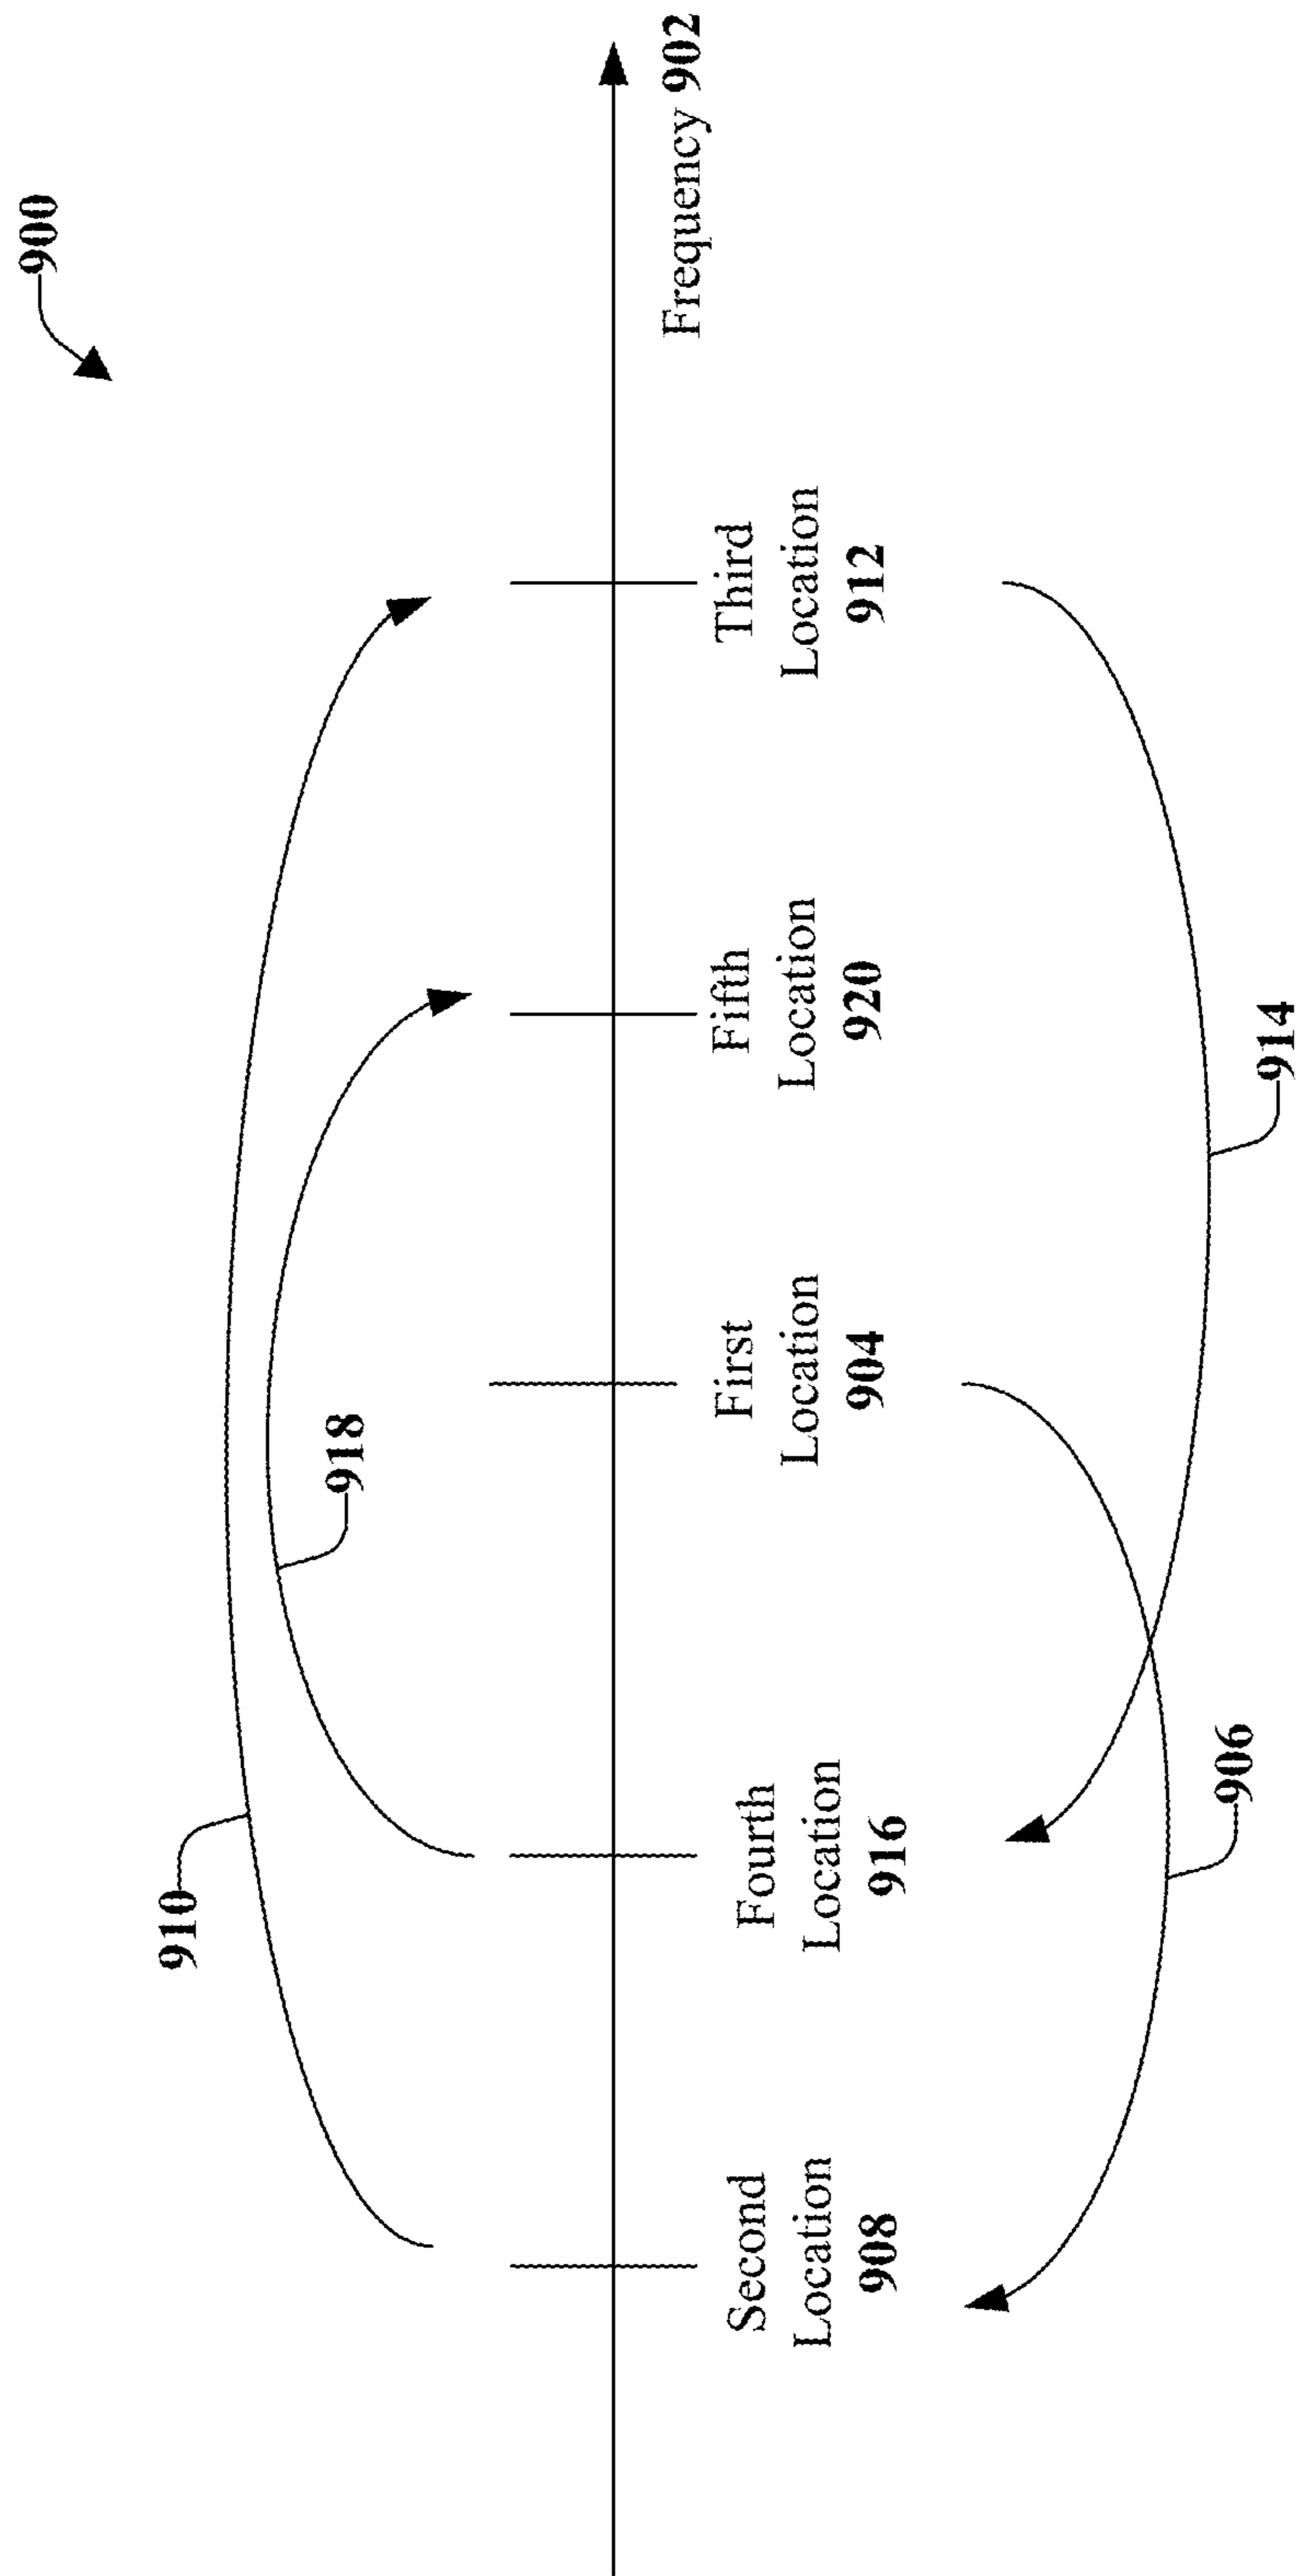 900
910
918
Frequency 902
Second
Location
908
Fourth
Location
916
First
Location
904
Fifth
Location
920
Third
Location
912
906
914